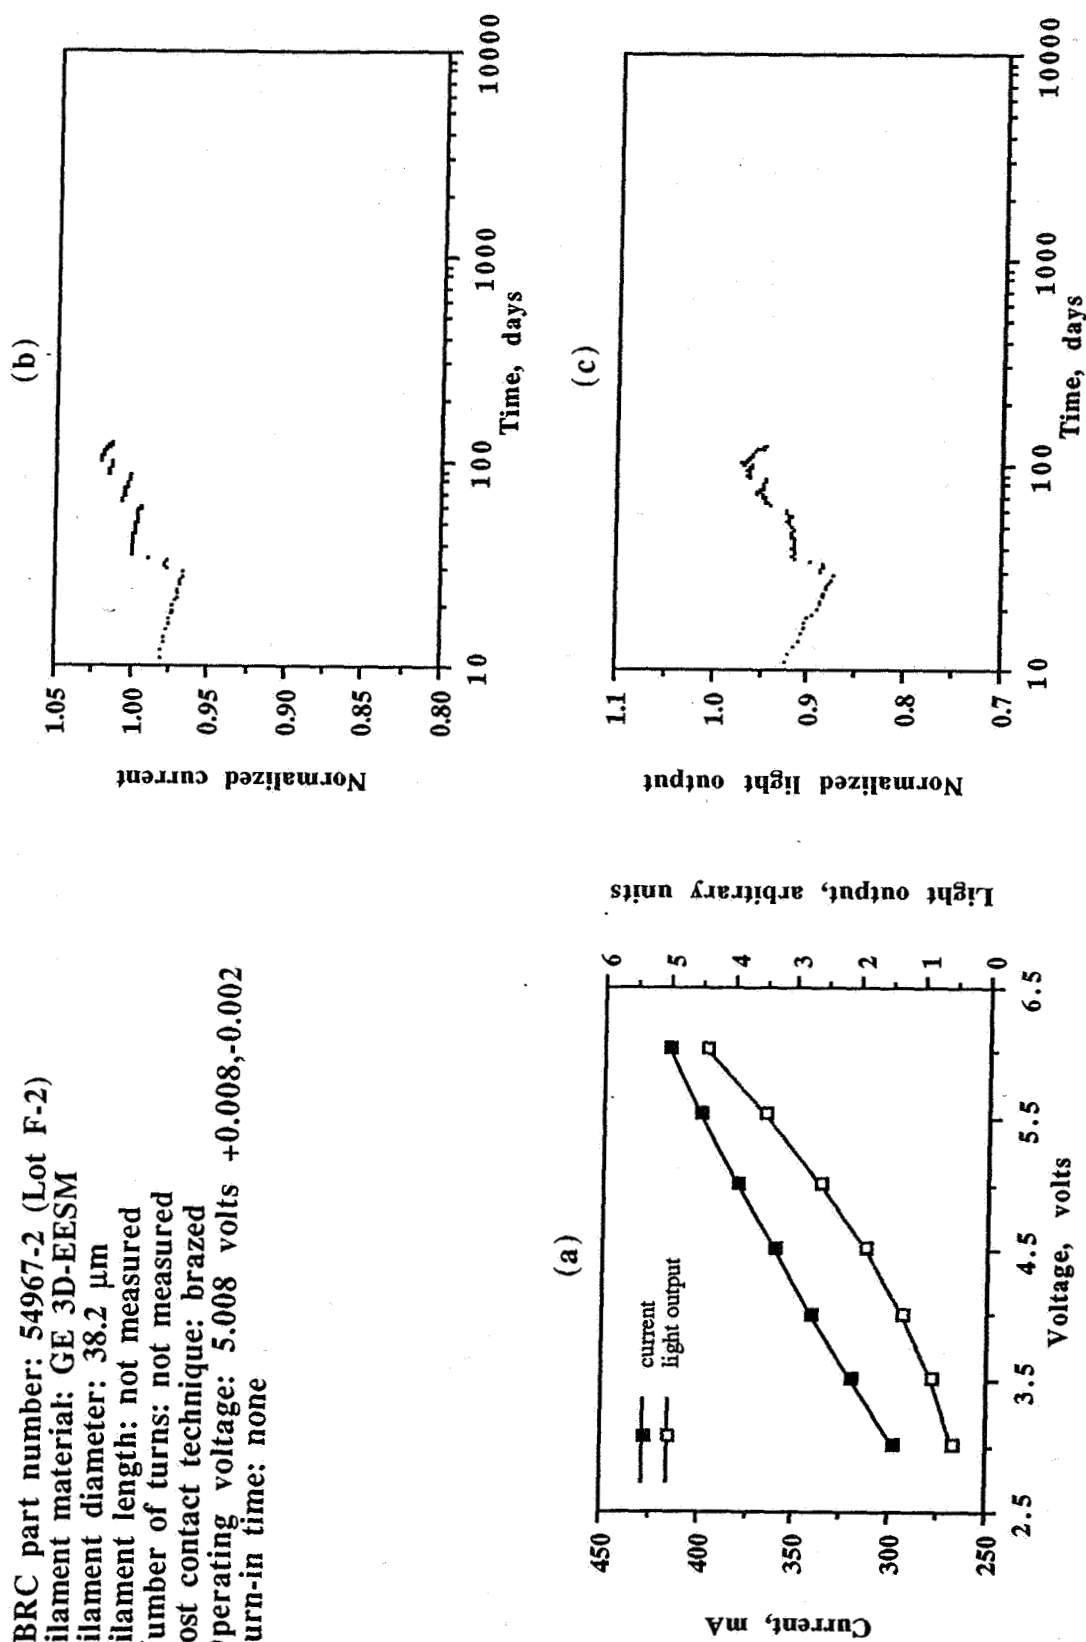 BRC part number: 54967-2 (Lot F-2)
ilament material: GE 3D-EESM
ilament diameter: 38.2 μm
ilament length: not measured
umber of turns: not measured
ost contact technique: brazed
perating voltage: 5.008 volts +0.008,-0.002
urn-in time: none
(a)
current
light output
Current, mA
450
400
350
300
250
Light output, arbitrary units
6
5
4
3
2
1
0
2.5
3.5
4.5
5.5
6.5
Voltage, volts
(b)
Normalized current
1.05
1.00
0.95
0.90
0.85
0.80
10
100
1000
10000
Time, days
(c)
Normalized light output
1.1
1.0
0.9
0.8
0.7
10
100
1000
10000
Time, days